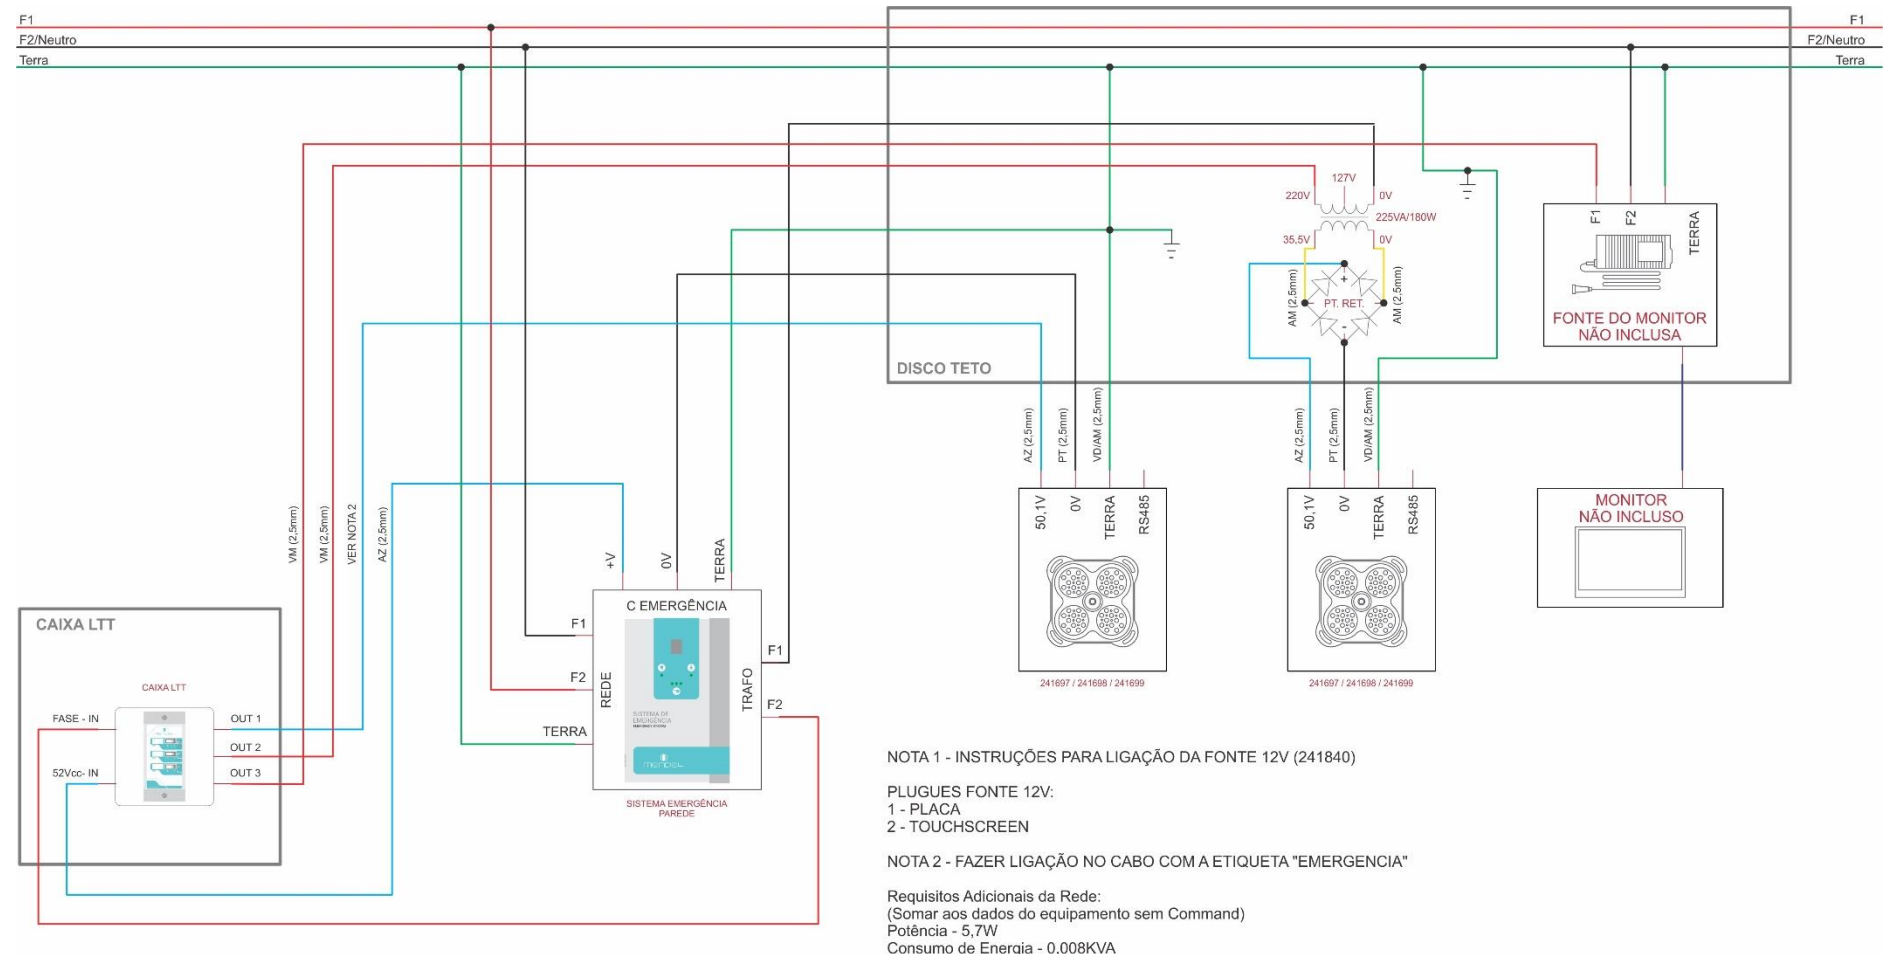 F1
F1
F2/Neutro
F2/Neutro
Terra
Terra
127V
220V
0V
225VA/180W
35,5V
0V
AM (2,5mm)
PT. RET.
+
-
AM (2,5mm)
F1
F2
TERRA
FONTE DO MONITOR
NÃO INCLUSA
DISCO TETO
AZ (2,5mm)
PT (2,5mm)
VD/AM (2,5mm)
AZ (2,5mm)
PT (2,5mm)
VD/AM (2,5mm)
VM (2,5mm)
VM (2,5mm)
VER NOTA 2
AZ (2,5mm)
50,1V
0V
TERRA
RS485
50,1V
0V
TERRA
RS485
MONITOR
NÃO INCLUSO
+V
0V
TERRA
C EMERGÊNCIA
F1
F2
TERRA
REDE
TRAFO
F1
F2
SISTEMA DE
EMERGÊNCIA
mendel
SISTEMA EMERGÊNCIA
PAREDE
241697 / 241698 / 241699
241697 / 241698 / 241699
CAIXA LTT
CAIXA LTT
FASE - IN
52Vcc- IN
OUT 1
OUT 2
OUT 3
NOTA 1 - INSTRUÇÕES PARA LIGAÇÃO DA FONTE 12V (241840)
PLUGUES FONTE 12V:
1 - PLACA
2 - TOUCHSCREEN
NOTA 2 - FAZER LIGAÇÃO NO CABO COM A ETIQUETA "EMERGENCIA"
Requisitos Adicionais da Rede:
(Somar aos dados do equipamento sem Command)
Potência - 5,7W
Consumo de Energia - 0,008KVA